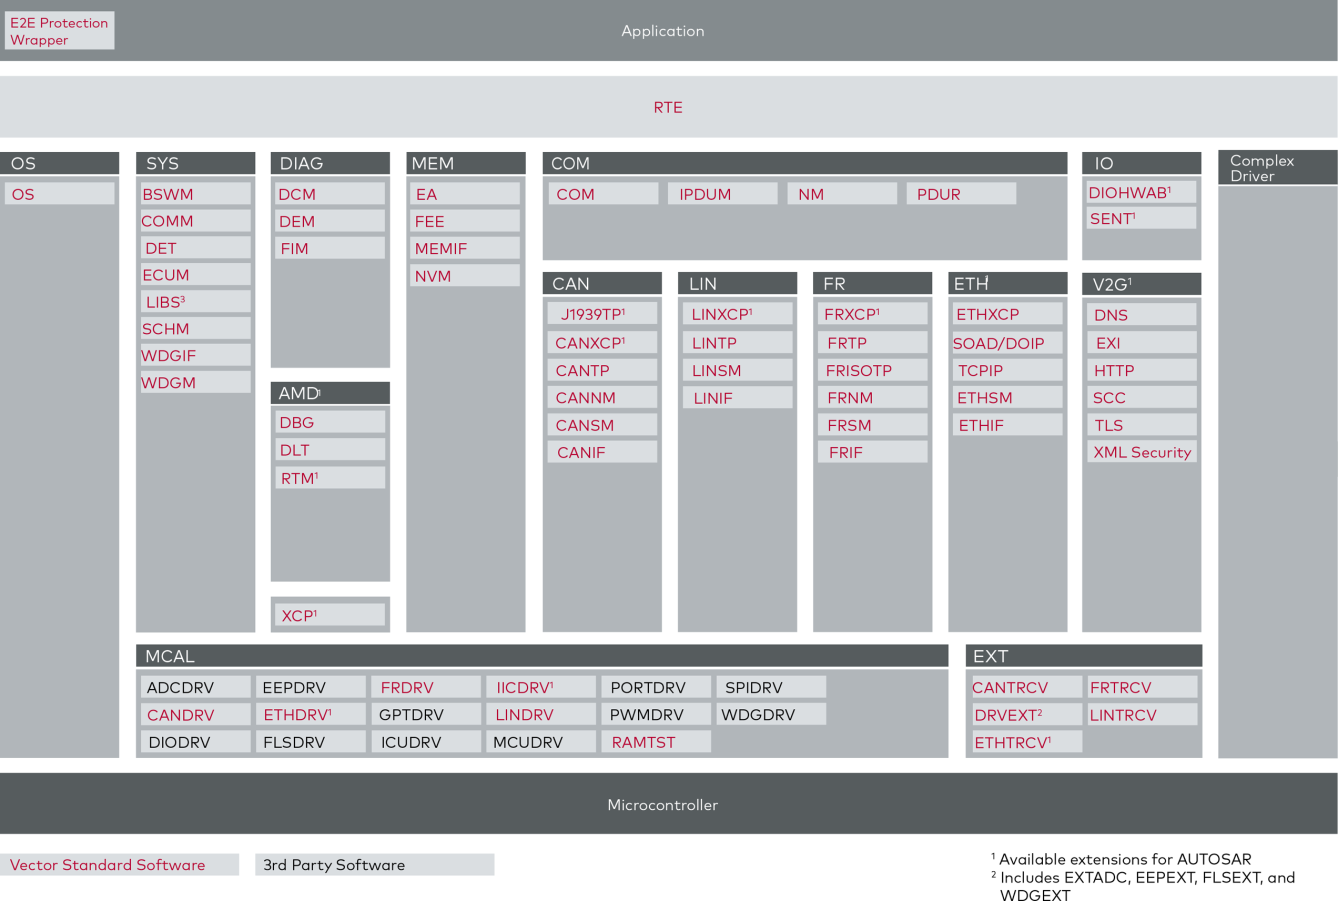 E2E Protection
Wrapper
Application
RTE
OS
OS
SYS
BSWM
COMM
DET
ECUM
LIBS³
SCHM
WDGIF
WDGM
DIAG
DCM
DEM
FIM
AMD¹
DBG
DLT
RTM¹
XCP¹
MEM
EA
FEE
MEMIF
NVM
COM
COM
IPDUM
NM
PDUR
CAN
J1939TP¹
CANXCP¹
CANTP
CANNM
CANSM
CANIF
LIN
LINXCP¹
LINTP
LINSM
LINIF
FR
FRXCP¹
FRTP
FRISOTP
FRNM
FRSM
FRIF
ETH¹
ETHXCP
SOAD/DOIP
TCPIP
ETHSM
ETHIF
IO
DIOHWAB¹
SENT¹
V2G¹
DNS
EXI
HTTP
SCC
TLS
XML Security
Complex
Driver
MCAL
ADCDRV
EEPDRV
FRDRV
IICDRV¹
PORTDRV
SPIDRV
CANDRV
ETHDRV¹
GPTDRV
LINDRV
PWMDRV
WDGDRV
DIODRV
FLSDRV
ICUDRV
MCUDRV
RAMTST
EXT
CANTRCV
FRTRCV
DRVEXT²
LINTRCV
ETHTRCV¹
Microcontroller
Vector Standard Software
3rd Party Software
¹ Available extensions for AUTOSAR
² Includes EXTADC, EEPEXT, FLSEXT, and
WDGEXT